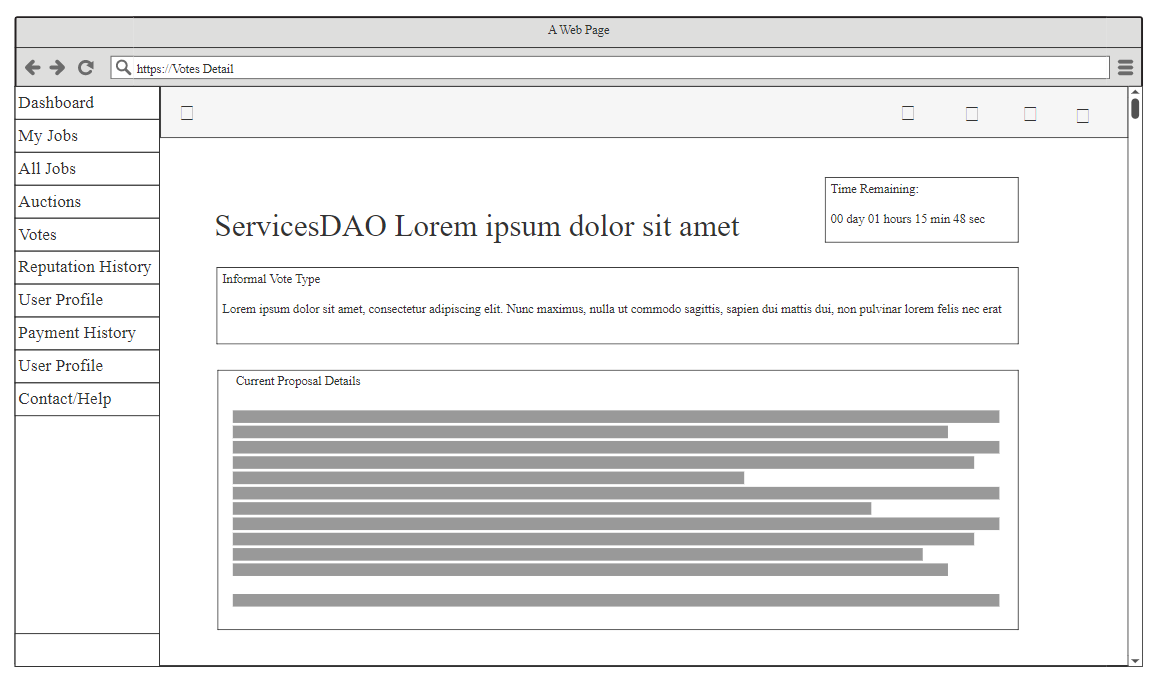 A Web Page
https://Votes Detail
Dashboard
My Jobs
All Jobs
Auctions
Votes
Reputation History
User Profile
Payment History
User Profile
Contact/Help
Time Remaining:
00 day 01 hours 15 min 48 sec
ServicesDAO Lorem ipsum dolor sit amet
Informal Vote Type
Lorem ipsum dolor sit amet, consectetur adipiscing elit. Nunc maximus, nulla ut commodo sagittis, sapien dui mattis dui, non pulvinar lorem felis nec erat
Current Proposal Details